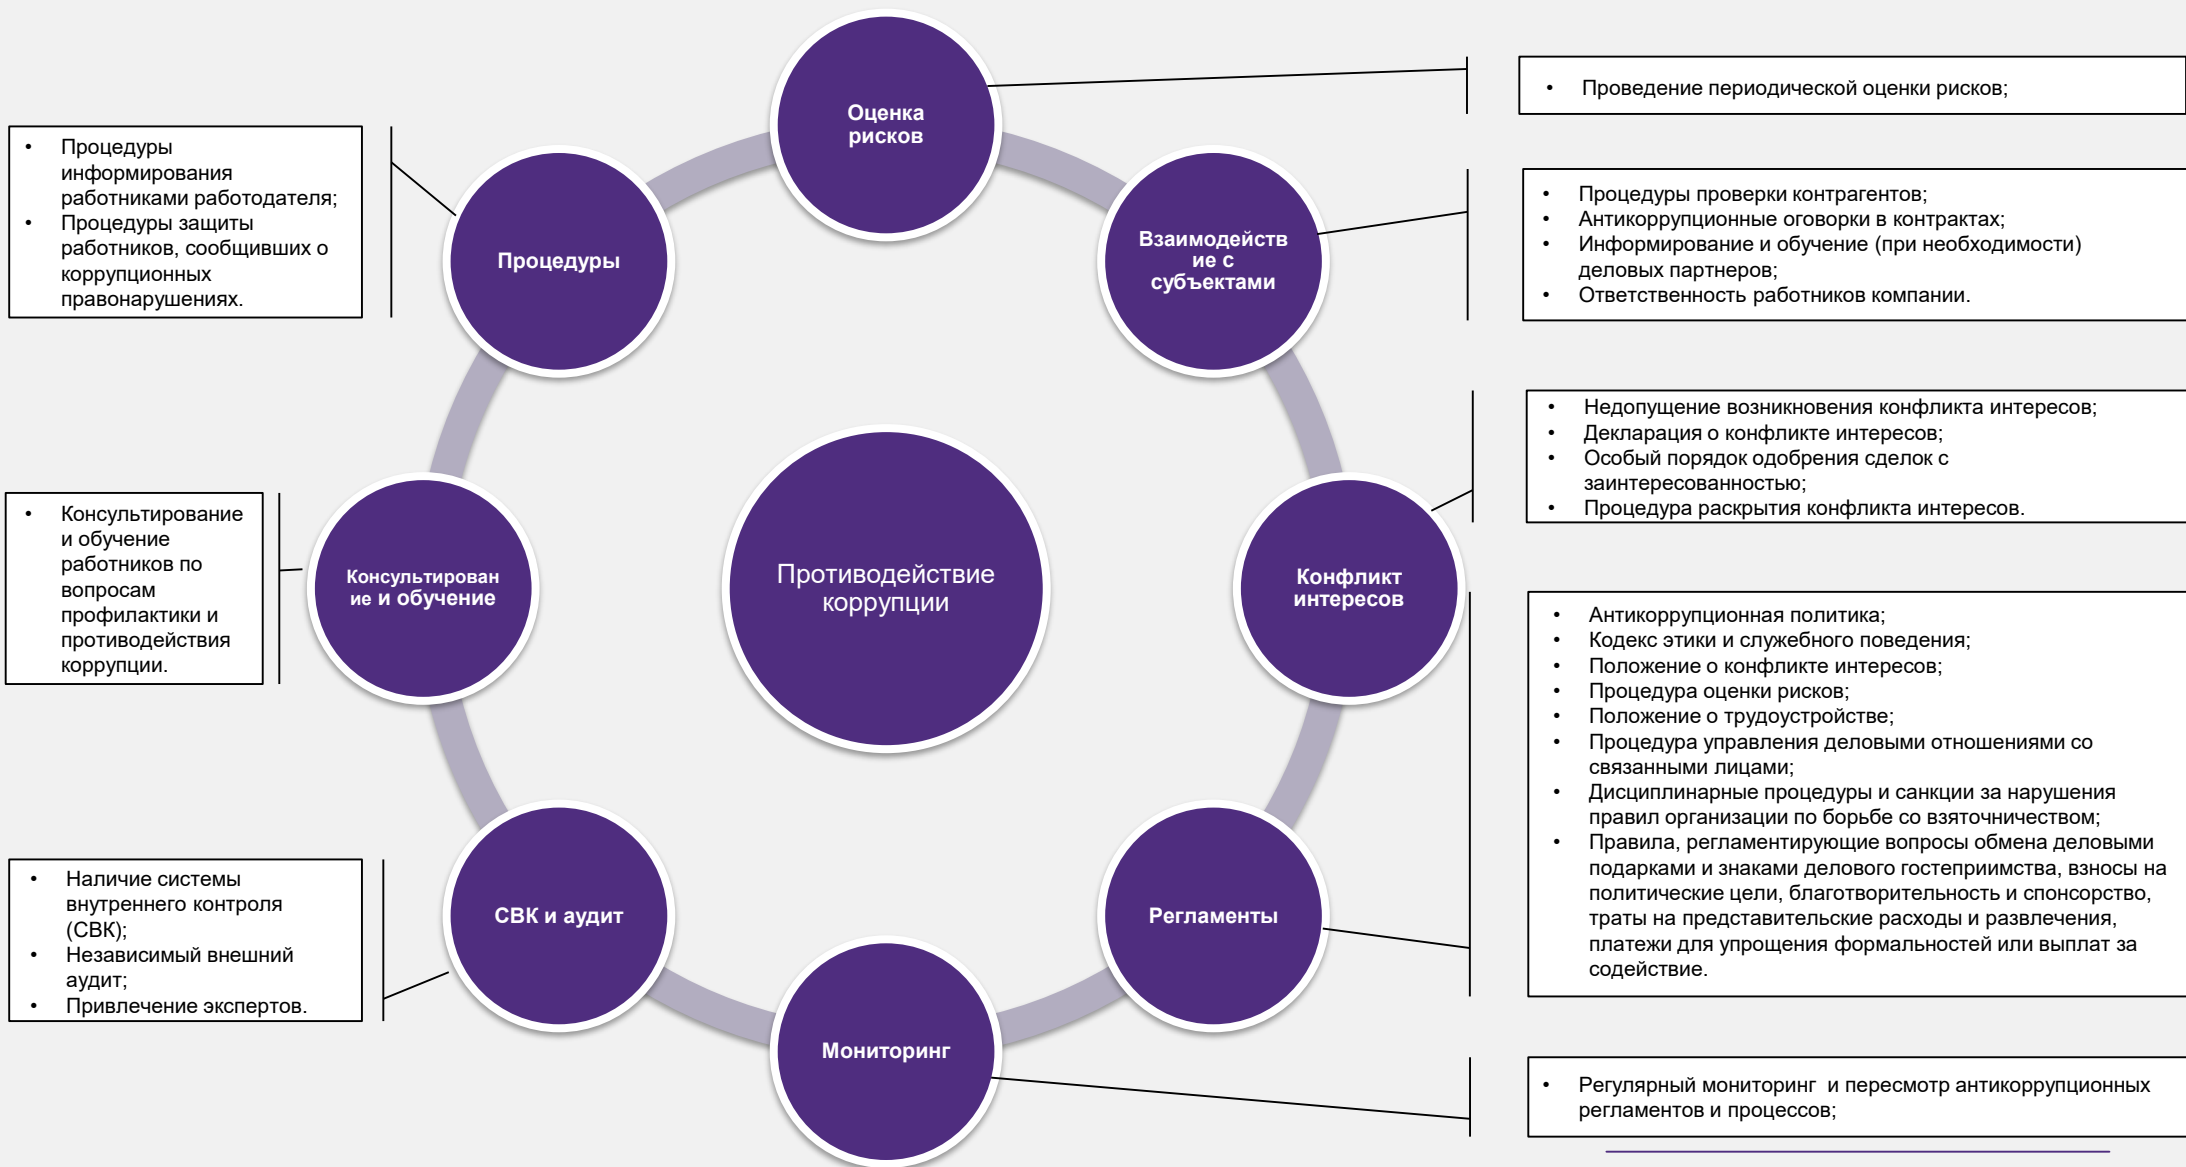 Оценка
рисков
• Проведение периодической оценки рисков;
Взаимодейств
ие с
субъектами
• Процедуры проверки контрагентов;
• Антикоррупционные оговорки в контрактах;
• Информирование и обучение (при необходимости)
деловых партнеров;
• Ответственность работников компании.
Конфликт
интересов
• Недопущение возникновения конфликта интересов;
• Декларация о конфликте интересов;
• Особый порядок одобрения сделок с
заинтересованностью;
• Процедура раскрытия конфликта интересов.
Регламенты
• Антикоррупционная политика;
• Кодекс этики и служебного поведения;
• Положение о конфликте интересов;
• Процедура оценки рисков;
• Положение о трудоустройстве;
• Процедура управления деловыми отношениями со
связанными лицами;
• Дисциплинарные процедуры и санкции за нарушения
правил организации по борьбе со взяточничеством;
• Правила, регламентирующие вопросы обмена деловыми
подарками и знаками делового гостеприимства, взносы на
политические цели, благотворительность и спонсорство,
траты на представительские расходы и развлечения,
платежи для упрощения формальностей или выплат за
содействие.
Мониторинг
• Регулярный мониторинг и пересмотр антикоррупционных
регламентов и процессов;
СВК и аудит
• Наличие системы
внутреннего контроля
(СВК);
• Независимый внешний
аудит;
• Привлечение экспертов.
Консультирован
ие и обучение
• Консультирование
и обучение
работников по
вопросам
профилактики и
противодействия
коррупции.
Процедуры
• Процедуры
информирования
работниками работодателя;
• Процедуры защиты
работников, сообщивших о
коррупционных
правонарушениях.
Противодействие
коррупции